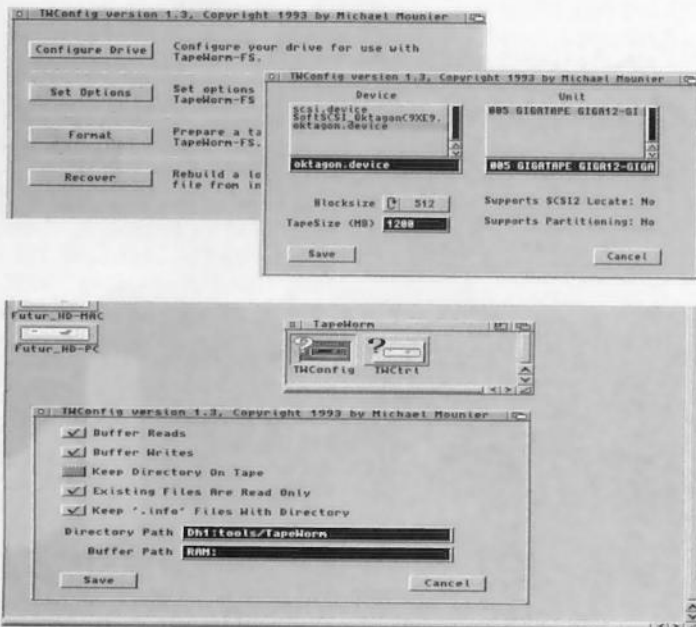 TWConfig version 1.3, Copyright 1993 by Michael Mounier
Configure Drive
Configure your drive for use with
TapeWorm-FS.
Set Options
Set options
TapeWorm-FS
Format
Prepare a ta
TapeWorm-FS.
Recover
Rebuild a lo
file from in
TWConfig version 1.3, Copyright 1993 by Michael Mounier
Device
Unit
scsi.device
SoftSCSI_OktagonC9XE9.
oktagon.device
005 GIGATAPE GIGA12-GI
oktagon.device
005 GIGATAPE GIGA12-GIGA
Blocksize 512
Supports SCSI2 Locate: No
TapeSize (MB) 1200
Supports Partitioning: No
Save
Cancel
Futur_HD-MAC
Futur_HD-PC
TapeWorm
TWConfig
TWCtrl
TWConfig version 1.3, Copyright 1993 by Michael Mounier
Buffer Reads
Buffer Writes
Keep Directory On Tape
Existing Files Are Read Only
Keep '.info' Files With Directory
Directory Path Dh1:tools/TapeWorm
Buffer Path RAM:
Save
Cancel